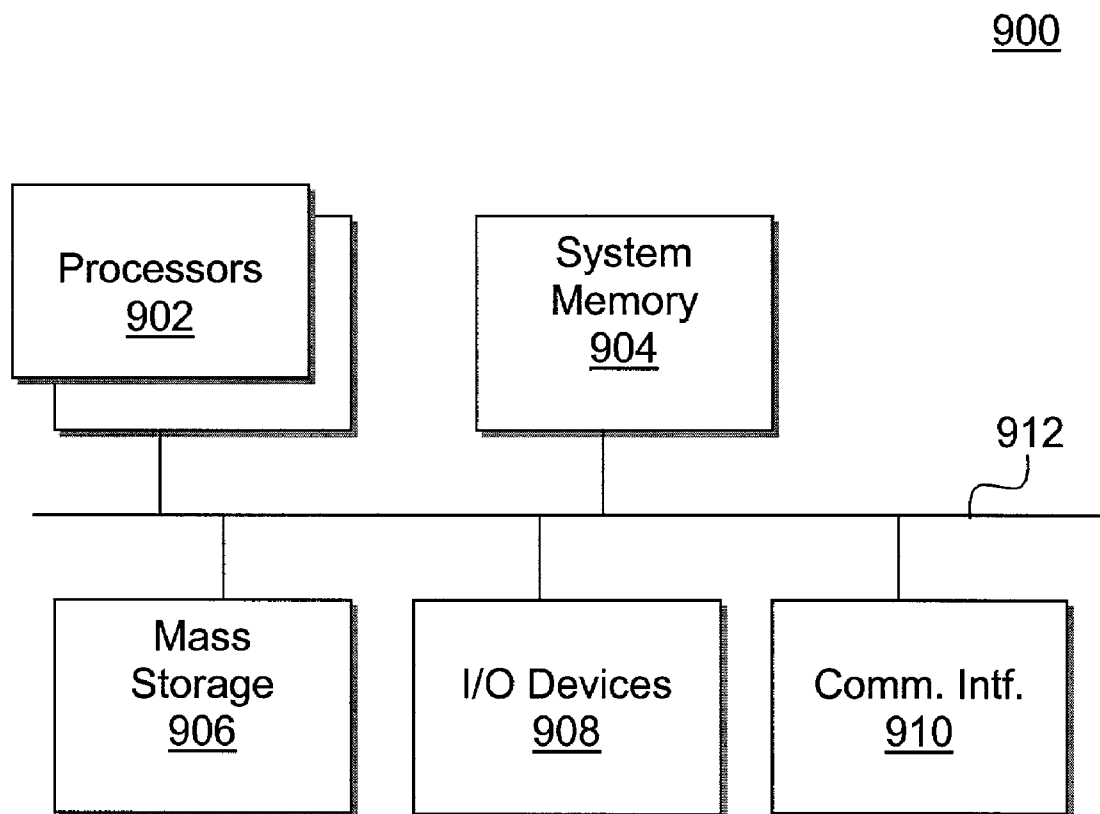 900
Processors
902
System
Memory
904
912
Mass
Storage
906
I/O Devices
908
Comm. Intf.
910